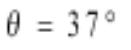 θ = 37°